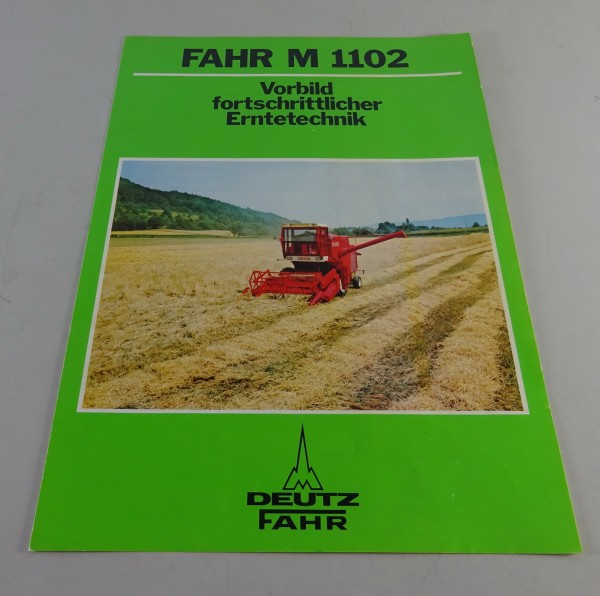 FAHR M 1102
Vorbild
fortschrittlicher
Erntetechnik
DEUTZ
FAHR